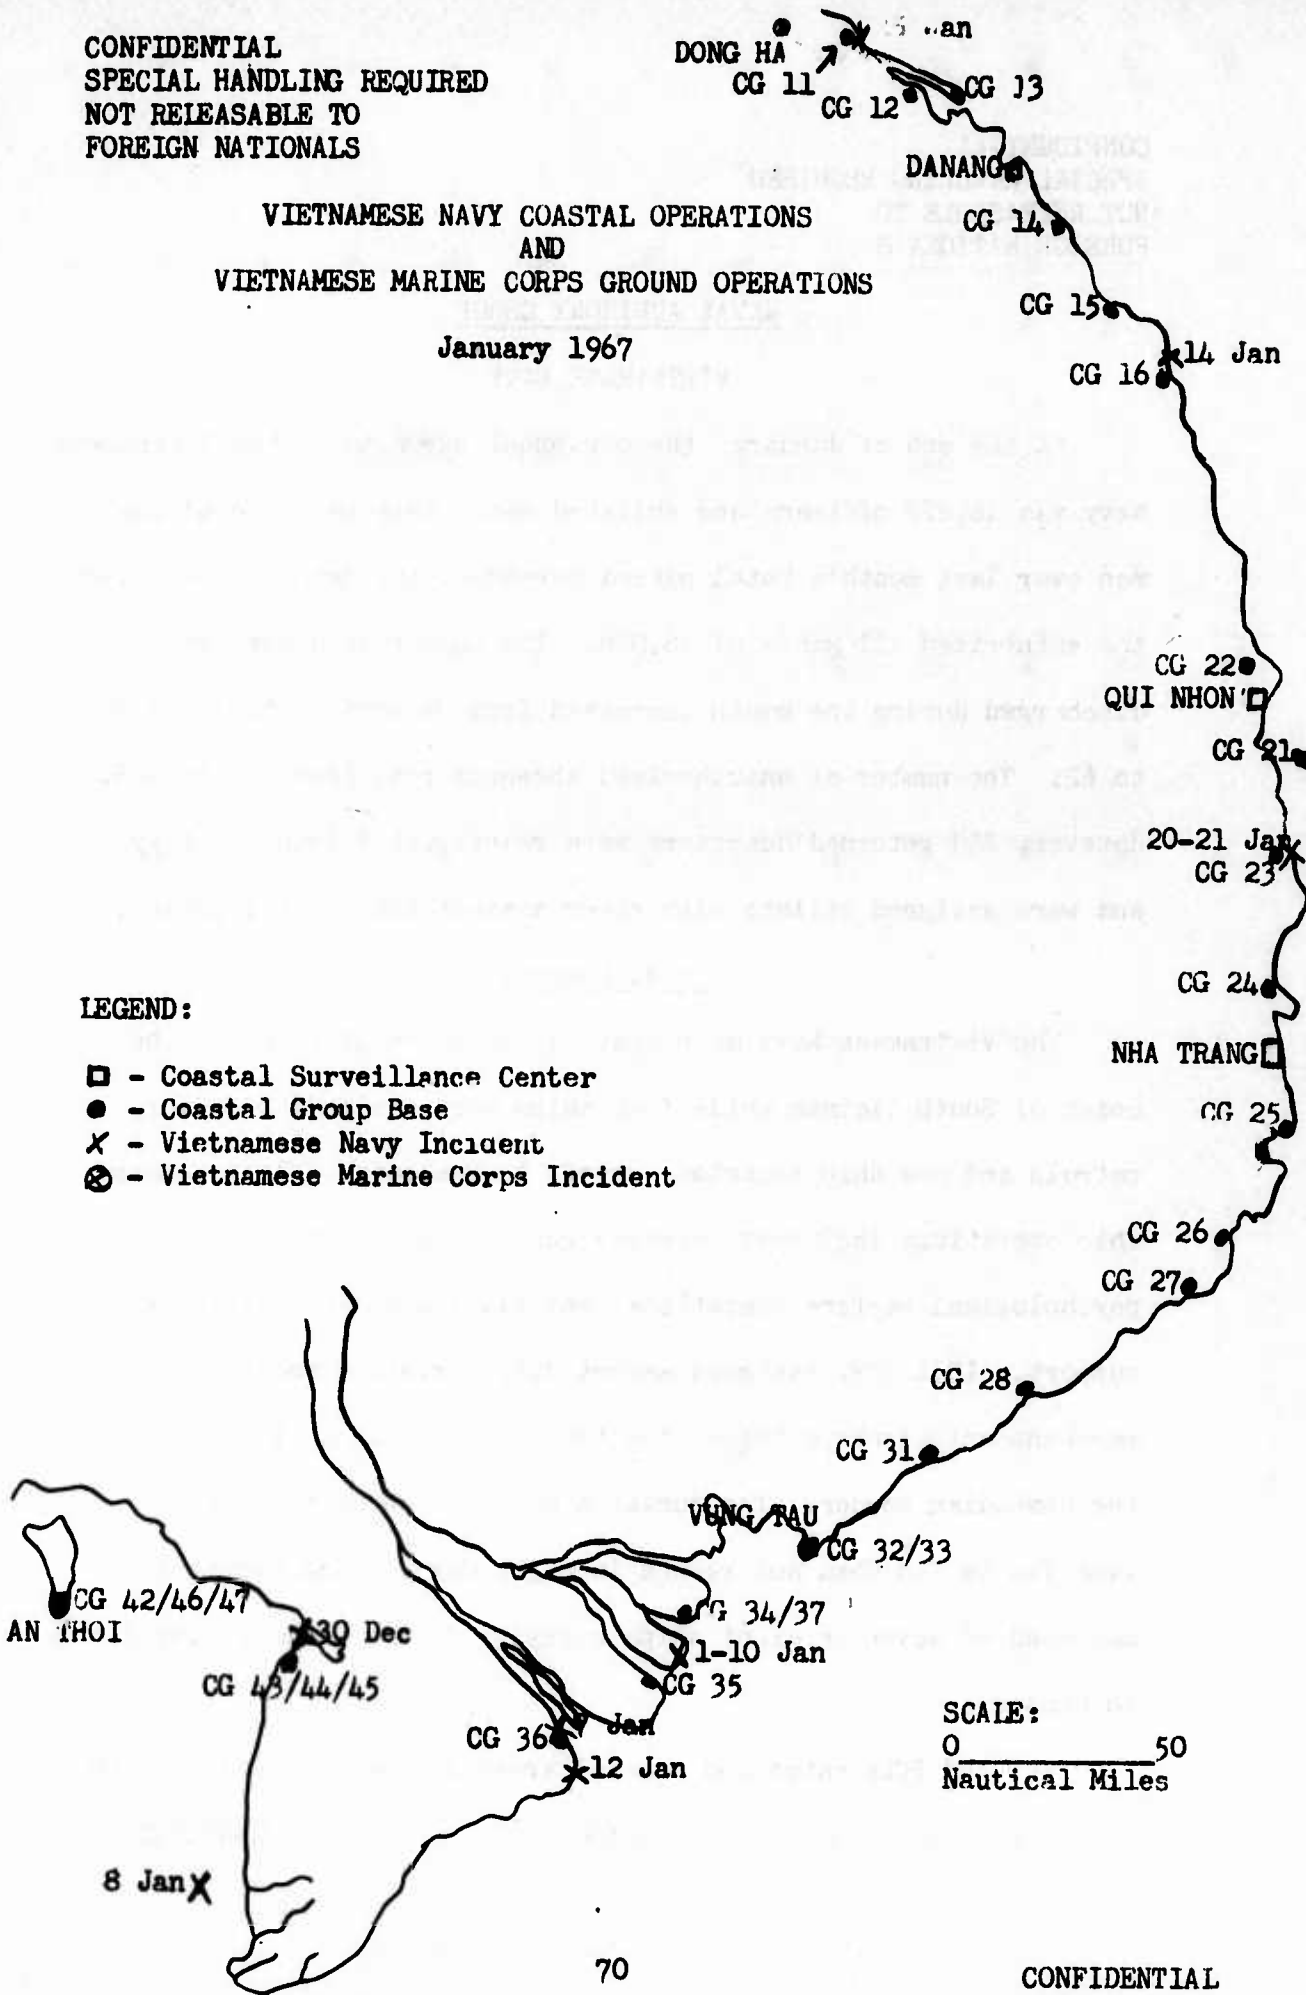 CONFIDENTIAL
SPECIAL HANDLING REQUIRED
NOT RELEASABLE TO
FOREIGN NATIONALS
VIETNAMESE NAVY COASTAL OPERATIONS
AND
VIETNAMESE MARINE CORPS GROUND OPERATIONS
January 1967
DONG HA
CG 11
CG 12
CG 13
DANANG
CG 14
CG 15
14 Jan
CG 16
CG 22
QUI NHON
CG 21
20-21 Jan
CG 23
CG 24
NHA TRANG
CG 25
CG 26
CG 27
CG 28
CG 31
VUNG TAU
CG 32/33
CG 34/37
1-10 Jan
CG 35
CG 36
Jan
12 Jan
CG 42/46/47
AN THOI
30 Dec
CG 43/44/45
8 Jan
LEGEND:
- Coastal Surveillance Center
- Coastal Group Base
- Vietnamese Navy Incident
- Vietnamese Marine Corps Incident
SCALE:
0 50
Nautical Miles
70
CONFIDENTIAL